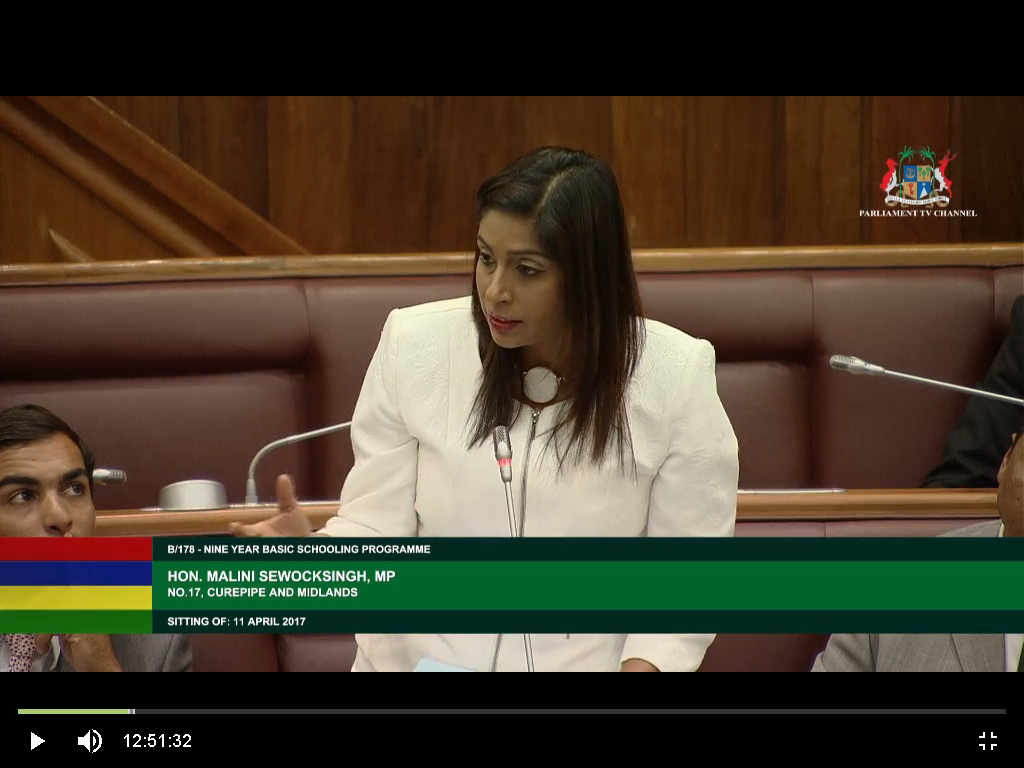 PARLIAMENT TV CHANNEL
B/178 - NINE YEAR BASIC SCHOOLING PROGRAMME
HON. MALINI SEWOCKSINGH, MP
NO.17, CUREPIPE AND MIDLANDS
SITTING OF: 11 APRIL 2017
12:51:32